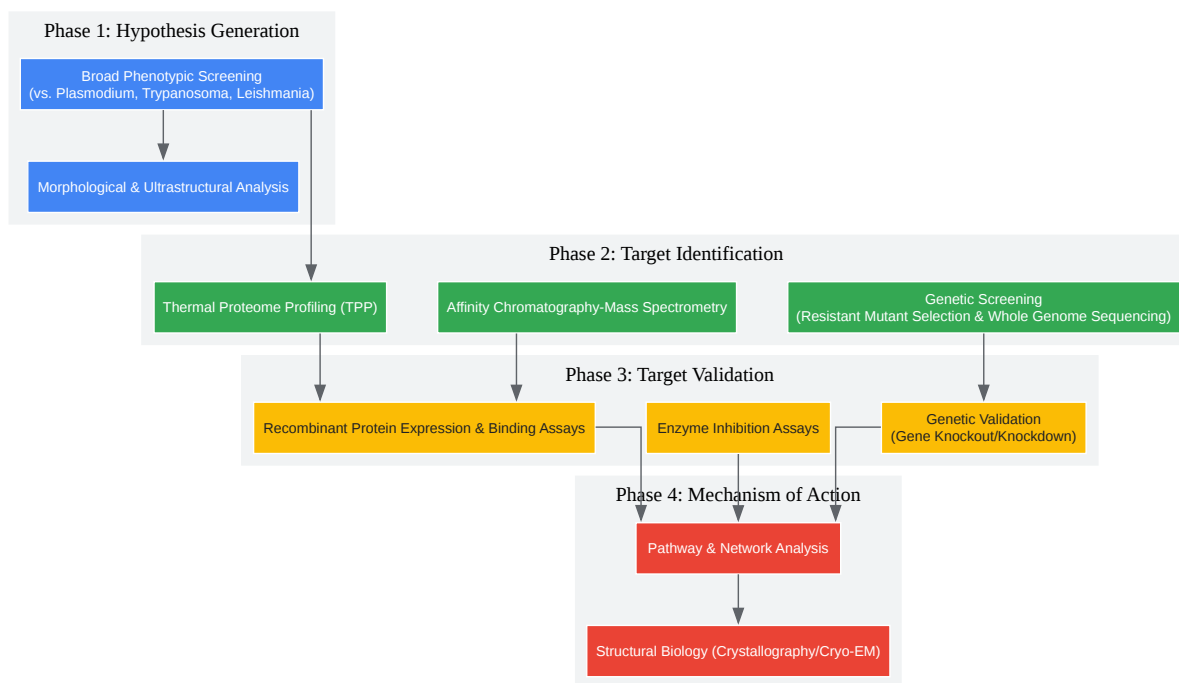 Phase 1: Hypothesis Generation
Broad Phenotypic Screening
(vs. Plasmodium, Trypanosoma, Leishmania)
Morphological & Ultrastructural Analysis
Phase 2: Target Identification
Thermal Proteome Profiling (TPP)
Affinity Chromatography-Mass Spectrometry
Genetic Screening
(Resistant Mutant Selection & Whole Genome Sequencing)
Phase 3: Target Validation
Recombinant Protein Expression & Binding Assays
Enzyme Inhibition Assays
Genetic Validation
(Gene Knockout/Knockdown)
Phase 4: Mechanism of Action
Pathway & Network Analysis
Structural Biology (Crystallography/Cryo-EM)